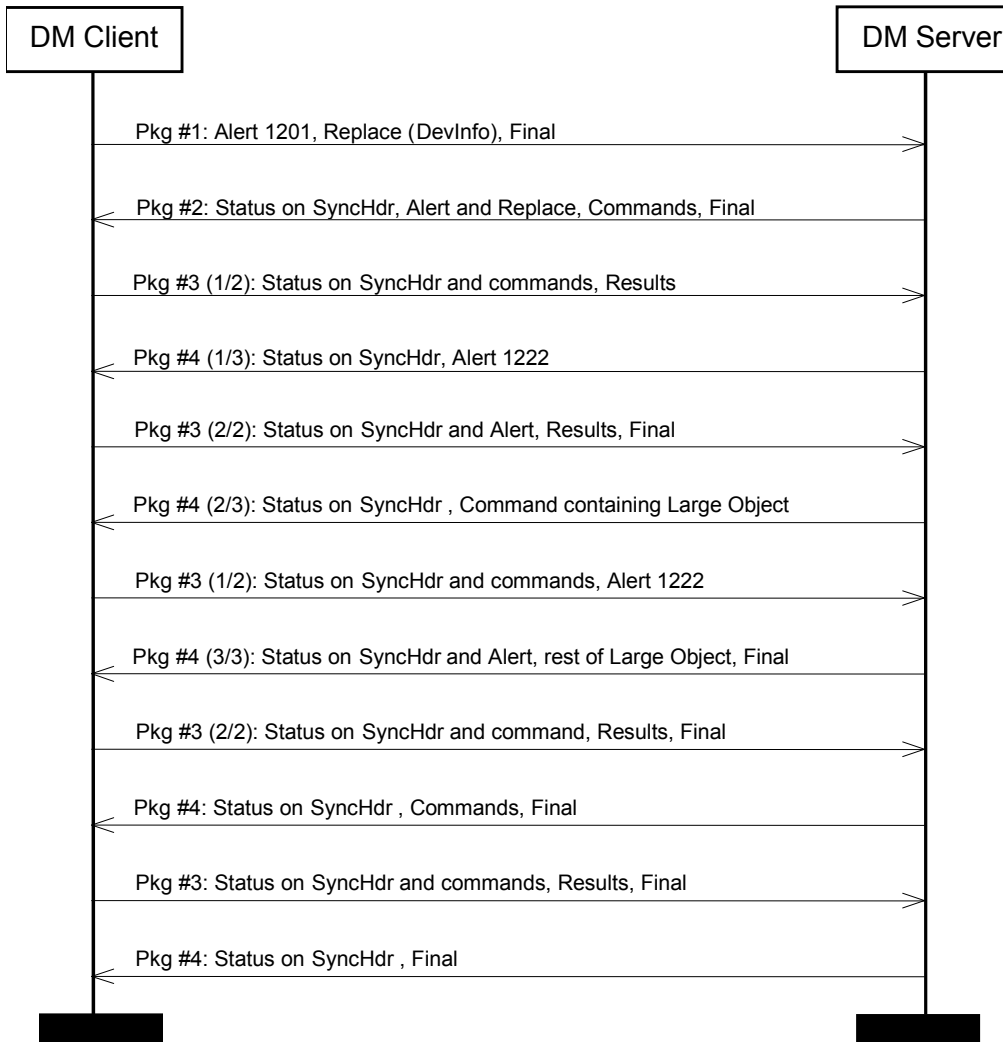 DM Client
DM Server
Pkg #1: Alert 1201, Replace (DevInfo), Final
Pkg #2: Status on SyncHdr, Alert and Replace, Commands, Final
Pkg #3 (1/2): Status on SyncHdr and commands, Results
Pkg #4 (1/3): Status on SyncHdr, Alert 1222
Pkg #3 (2/2): Status on SyncHdr and Alert, Results, Final
Pkg #4 (2/3): Status on SyncHdr , Command containing Large Object
Pkg #3 (1/2): Status on SyncHdr and commands, Alert 1222
Pkg #4 (3/3): Status on SyncHdr and Alert, rest of Large Object, Final
Pkg #3 (2/2): Status on SyncHdr and command, Results, Final
Pkg #4: Status on SyncHdr , Commands, Final
Pkg #3: Status on SyncHdr and commands, Results, Final
Pkg #4: Status on SyncHdr , Final